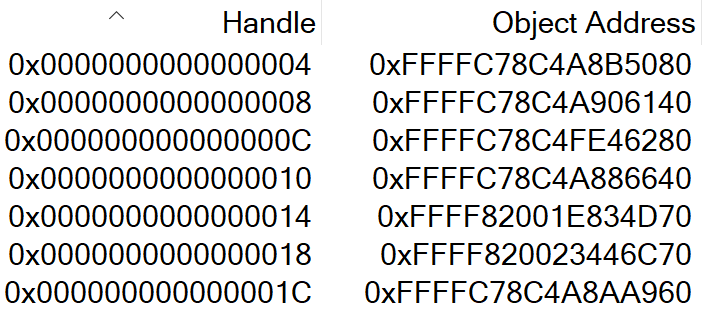 Handle Object Address
0x0000000000000004 0xFFFFC78C4A8B5080
0x0000000000000008 0xFFFFC78C4A906140
0x000000000000000C 0xFFFFC78C4FE46280
0x0000000000000010 0xFFFFC78C4A886640
0x0000000000000014 0xFFFF82001E834D70
0x0000000000000018 0xFFFF820023446C70
0x000000000000001C 0xFFFFC78C4A8AA960